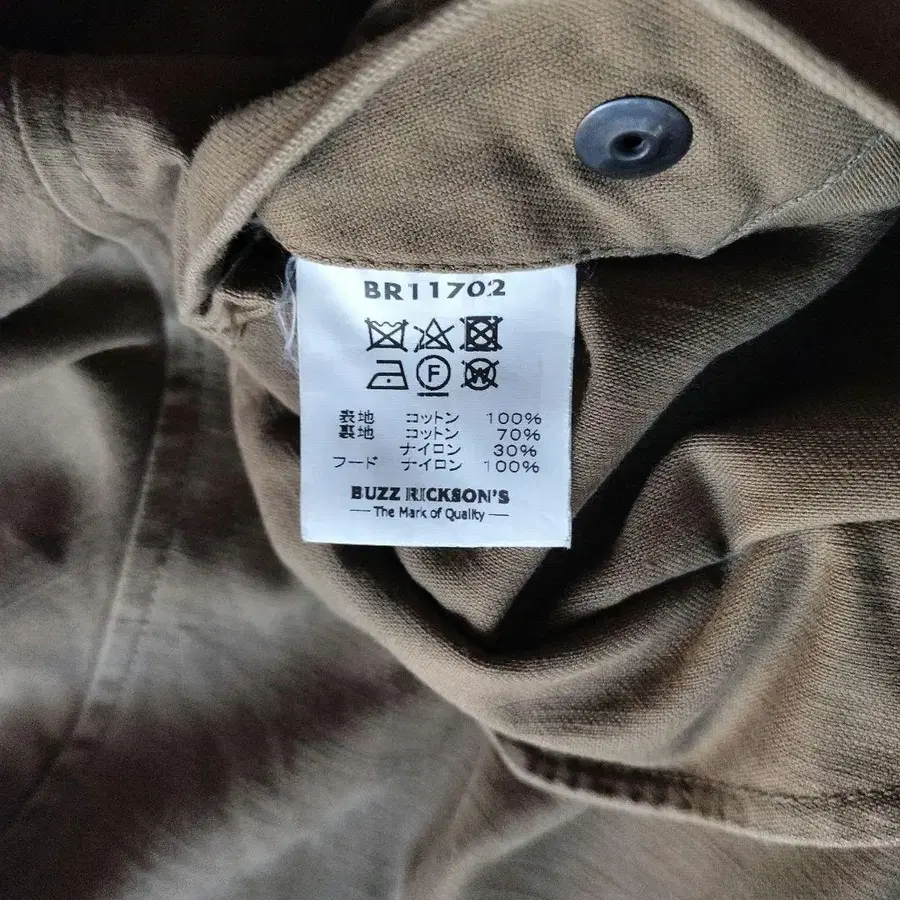 BR11702
F
W
表地 コットン 100%
裏地 コットン 70%
ナイロン 30%
フード ナイロン 100%
BUZZ RICKSON'S
The Mark of Quality